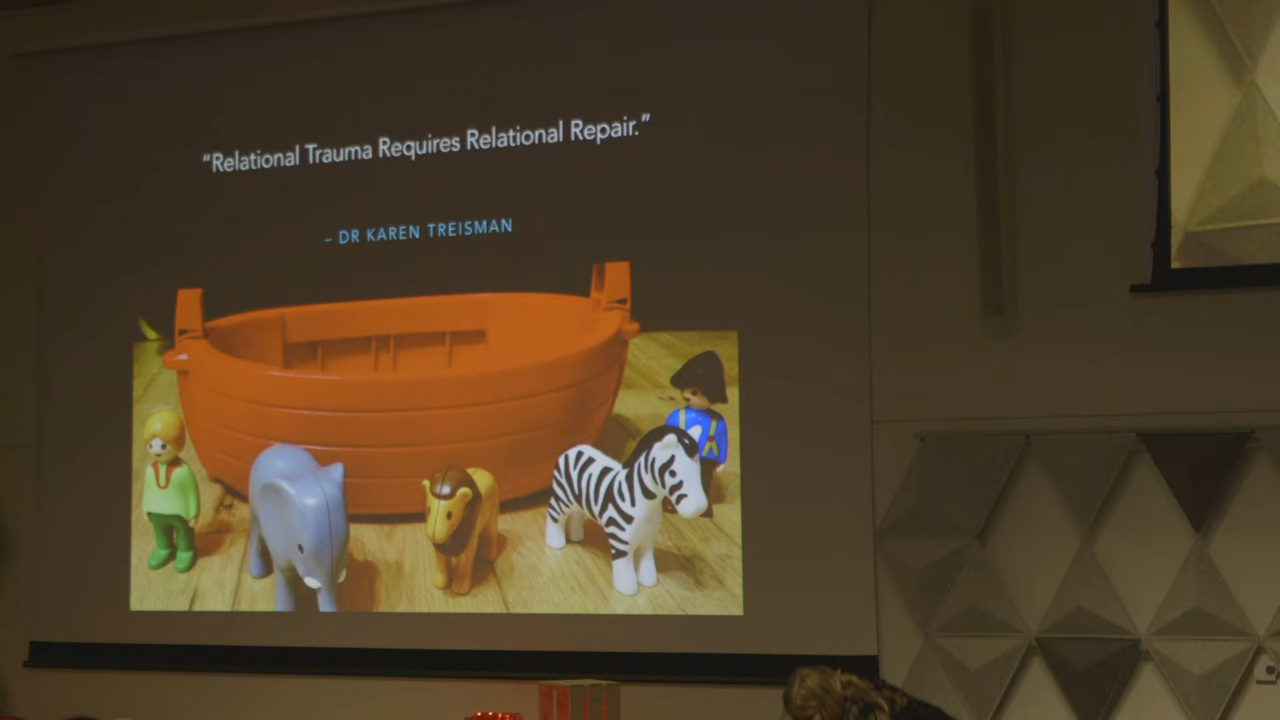 “Relational Trauma Requires Relational Repair.”
– DR KAREN TREISMAN